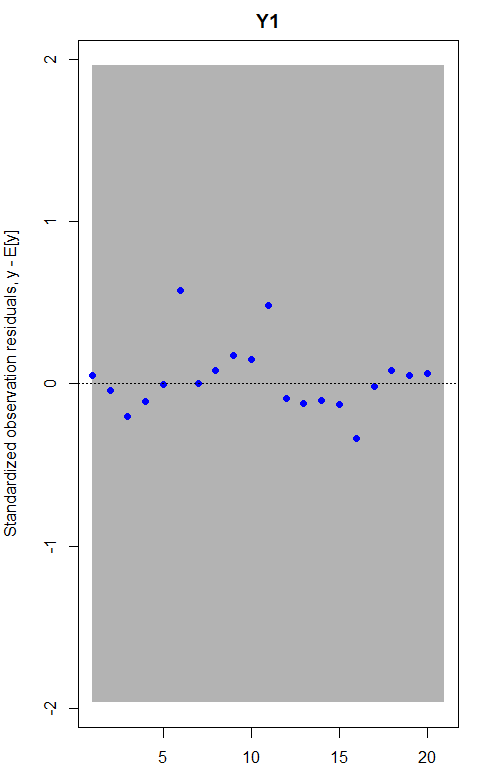 Y1
Standardized observation residuals, y - E[y]
2
1
0
-1
-2
5 10 15 20